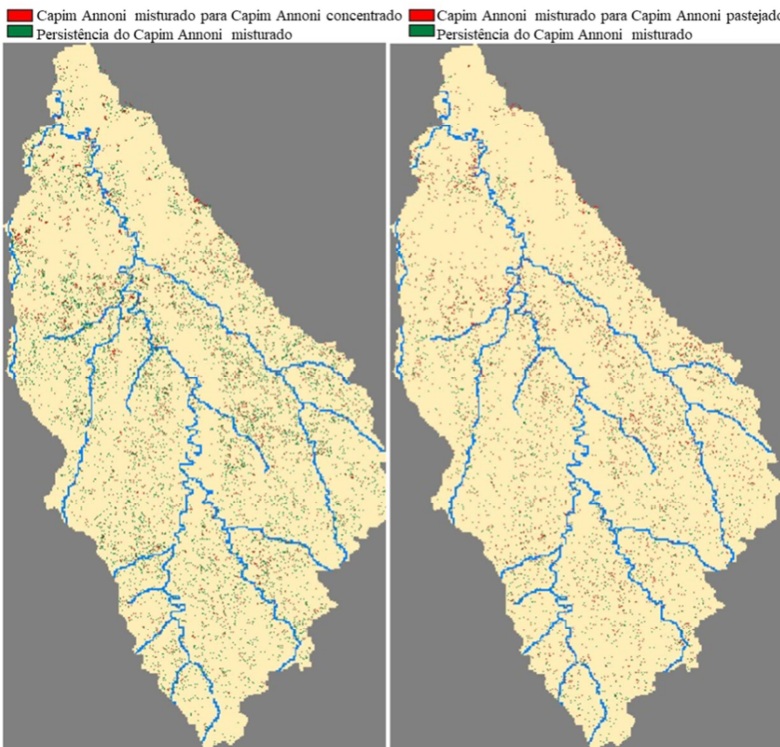 Capim Annoni misturado para Capim Annoni concentrado
Persistência do Capim Annoni misturado
Capim Annoni misturado para Capim Annoni pastejado
Persistência do Capim Annoni misturado